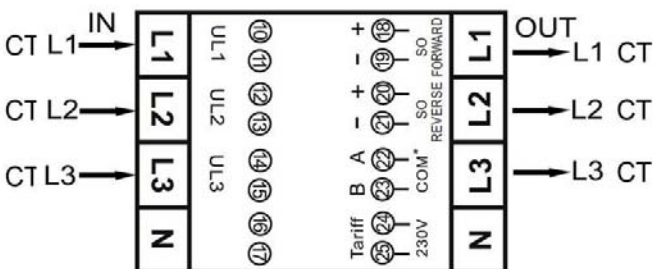 IN
CT L1
CT L2
CT L3
L1
L2
L3
N
UL1
UL2
UL3
10
11
12
13
14
15
16
17
+ 18
- 19
+ 20
- 21
A 22
B 23
24
25
Tariff
SO
FORWARD
SO
REVERSE
COM*
230V
L1
L2
L3
N
OUT
L1 CT
L2 CT
L3 CT